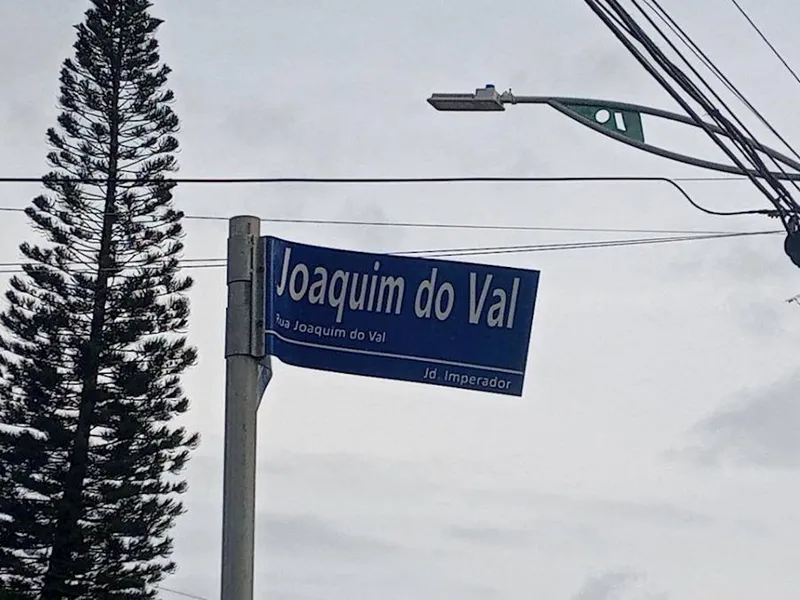 Joaquim do Val
Rua Joaquim do Val
Jd. Imperador